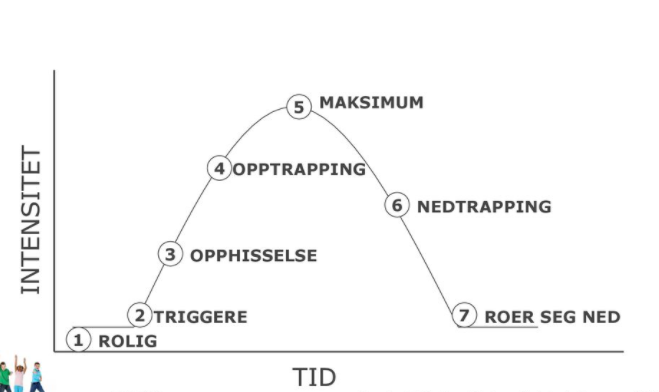 5 MAKSIMUM
4 OPPTRAPPING
6 NEDTRAPPING
3 OPPHISSELSE
2 TRIGGERE
7 ROER SEG NED
1 ROLIG
INTENSITET
TID